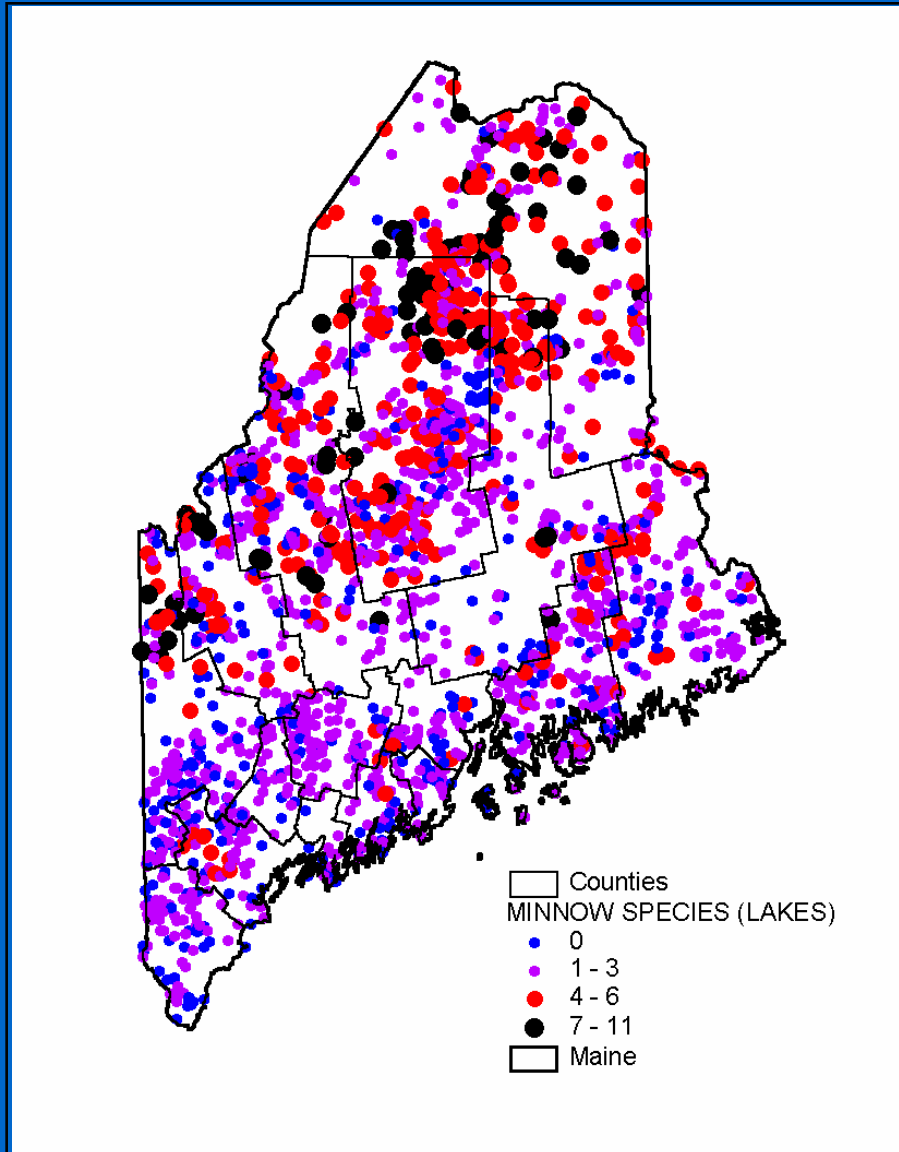 Counties
MINNOW SPECIES (LAKES)
0
1 - 3
4 - 6
7 - 11
Maine